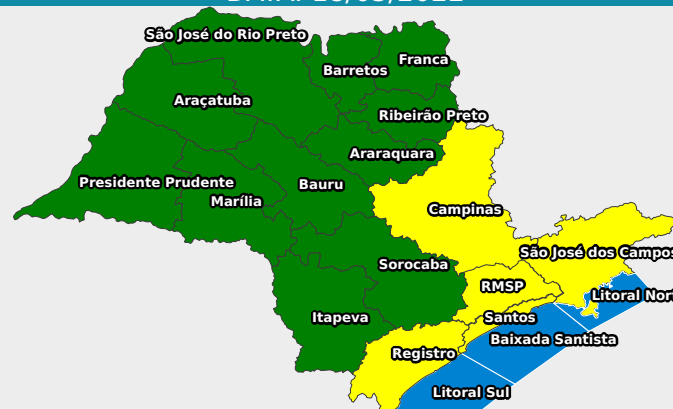 São José do Rio Preto
Franca
Barretos
Araçatuba
Ribeirão Preto
Araraquara
Presidente Prudente
Bauru
Marília
Campinas
São José dos Campos
Sorocaba
RMSP
Litoral Nort
Itapeva
Santos
Baixada Santista
Registro
Litoral Sul